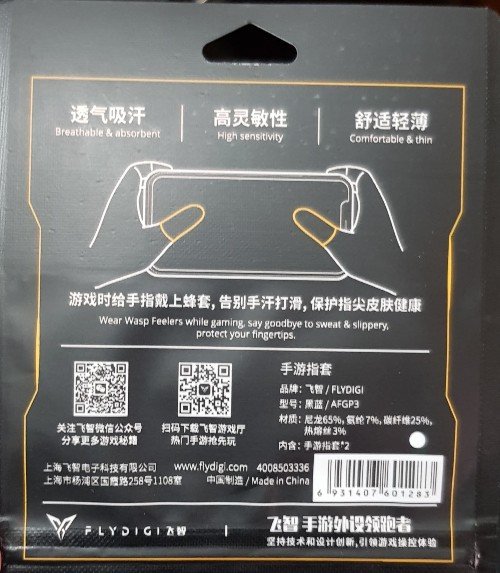 透气吸汗
Breathable & absorbent
高灵敏性
High sensitivity
舒适轻薄
Comfortable & thin
游戏时给手指戴上蜂套, 告别手汗打滑, 保护指尖皮肤健康
Wear Wasp Feelers while gaming, say goodbye to sweat & slippery,
protect your fingertips.
关注飞智微信公众号
分享更多游戏秘籍
扫码下载飞智游戏厅
热门手游抢先玩
手游指套
品牌: 飞智 / FLYDIGI
型号: 黑蓝 / AFGP3
材质: 尼龙65%, 氨纶7%, 碳纤维25%,
热熔丝3%
内含: 手游指套*2
上海飞智电子科技有限公司 www.flydigi.com 4008503336
上海市杨浦区国霞路258号1108室 中国制造 / Made in China
6 931407 601283
FLYDIGI飞智
飞智 手游外设领跑者
坚持技术和设计创新,引领游戏操控体验